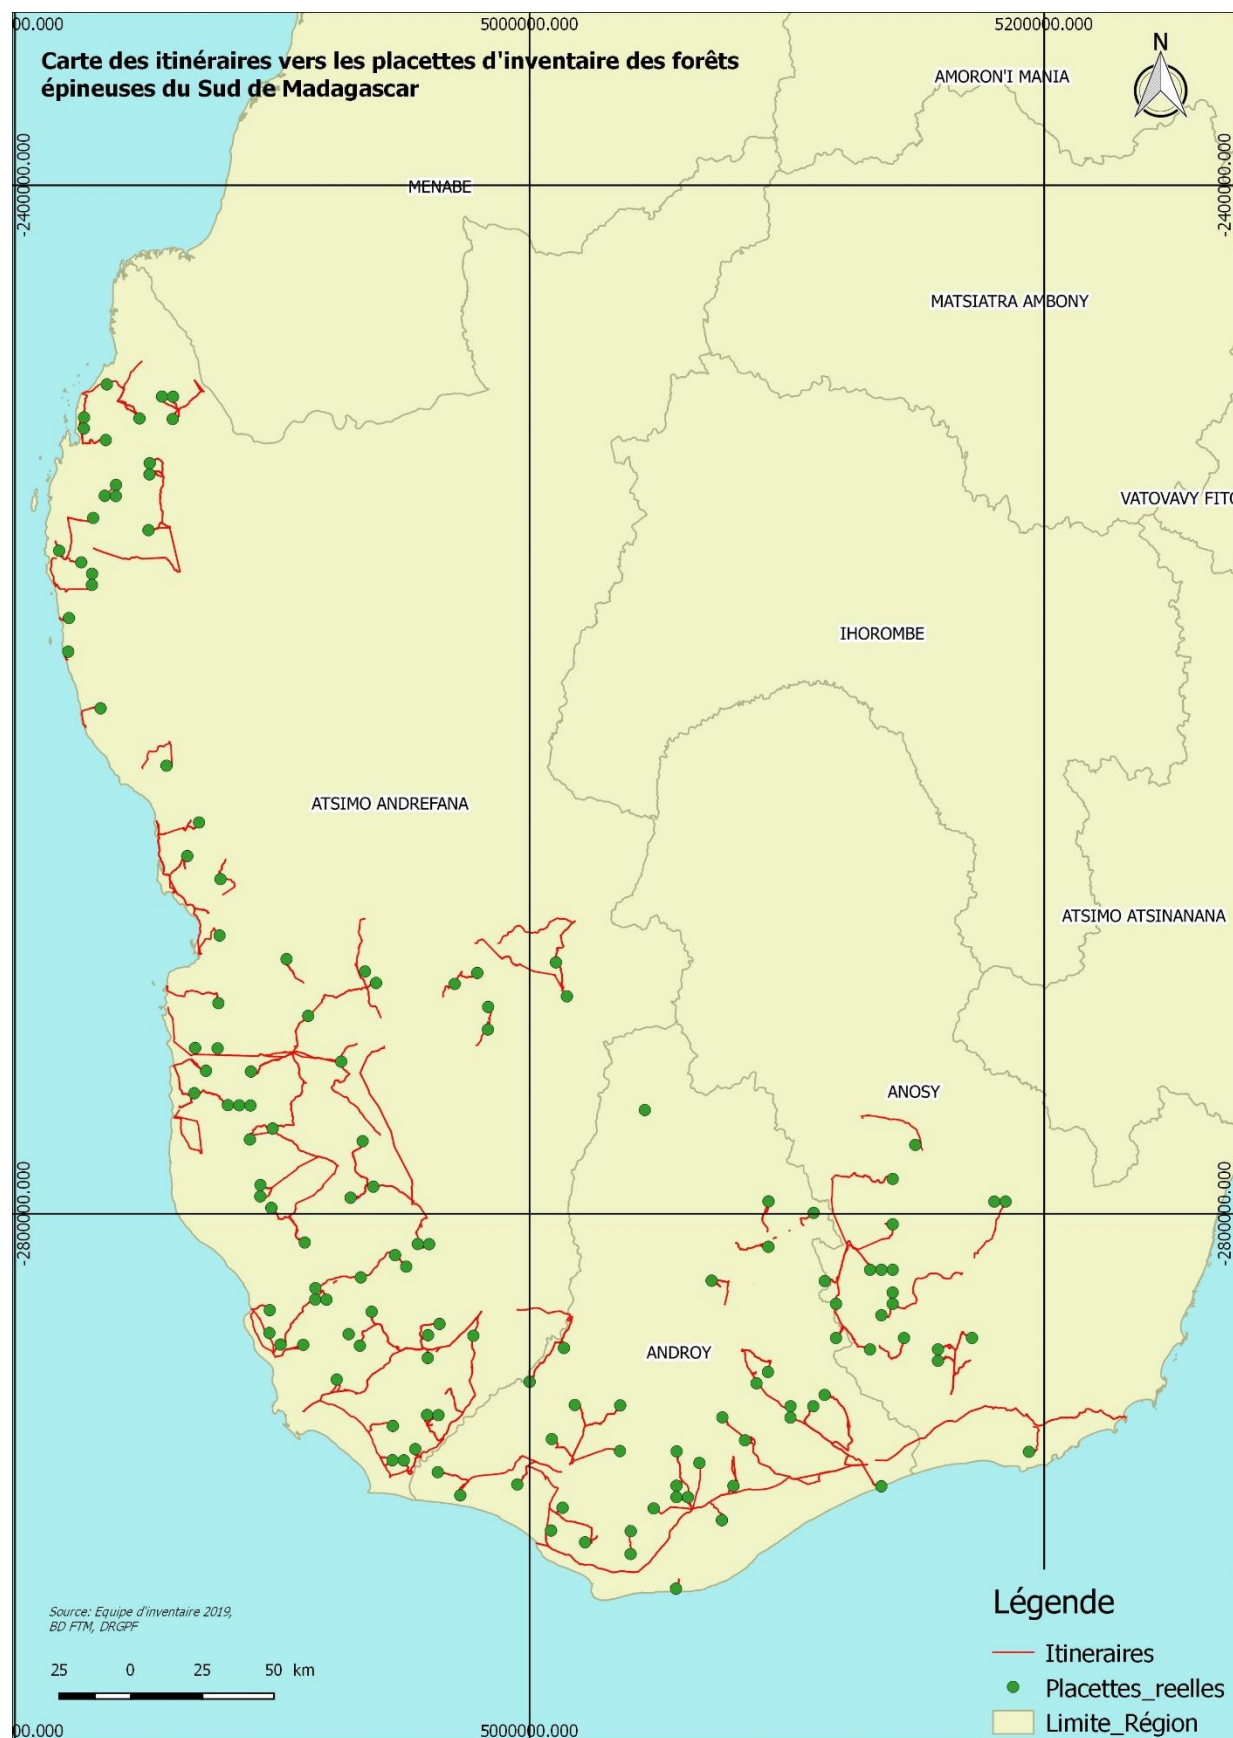 00.000 5000000.000 5200000.000
Carte des itinéraires vers les placettes d'inventaire des forêts
épineuses du Sud de Madagascar
N
AMORON'I MANIA
-2400000.000 -2400000.000
MENABE
MATSIATRA AMBONY
VATOVAVY FITO
IHOROMBE
ATSIMO ANDREFANA
ATSIMO ATSINANANA
ANOSY
-2800000.000 -2800000.000
ANDROY
Légende
Itineraires
Placettes_reelles
Limite_Région
Source: Equipe d'inventaire 2019,
BD FTM, DRGPF
25 0 25 50 km
00.000 5000000.000